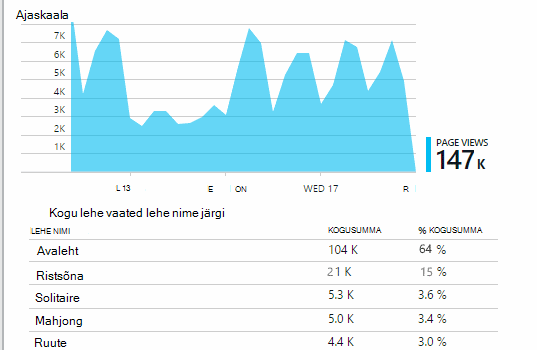 Ajaskaala
7K
6K
5K
4K
3K
2K
1K
L 13 E ON WED 17 R
PAGE VIEWS
147 K
Kogu lehe vaated lehe nime järgi
LEHE NIMI KOGUSUMMA % KOGUSUMMA
Avaleht 104 K 64 %
Ristsõna 21 K 15 %
Solitaire 5.3 K 3.6 %
Mahjong 5.0 K 3.4 %
Ruute 4.4 K 3.0 %